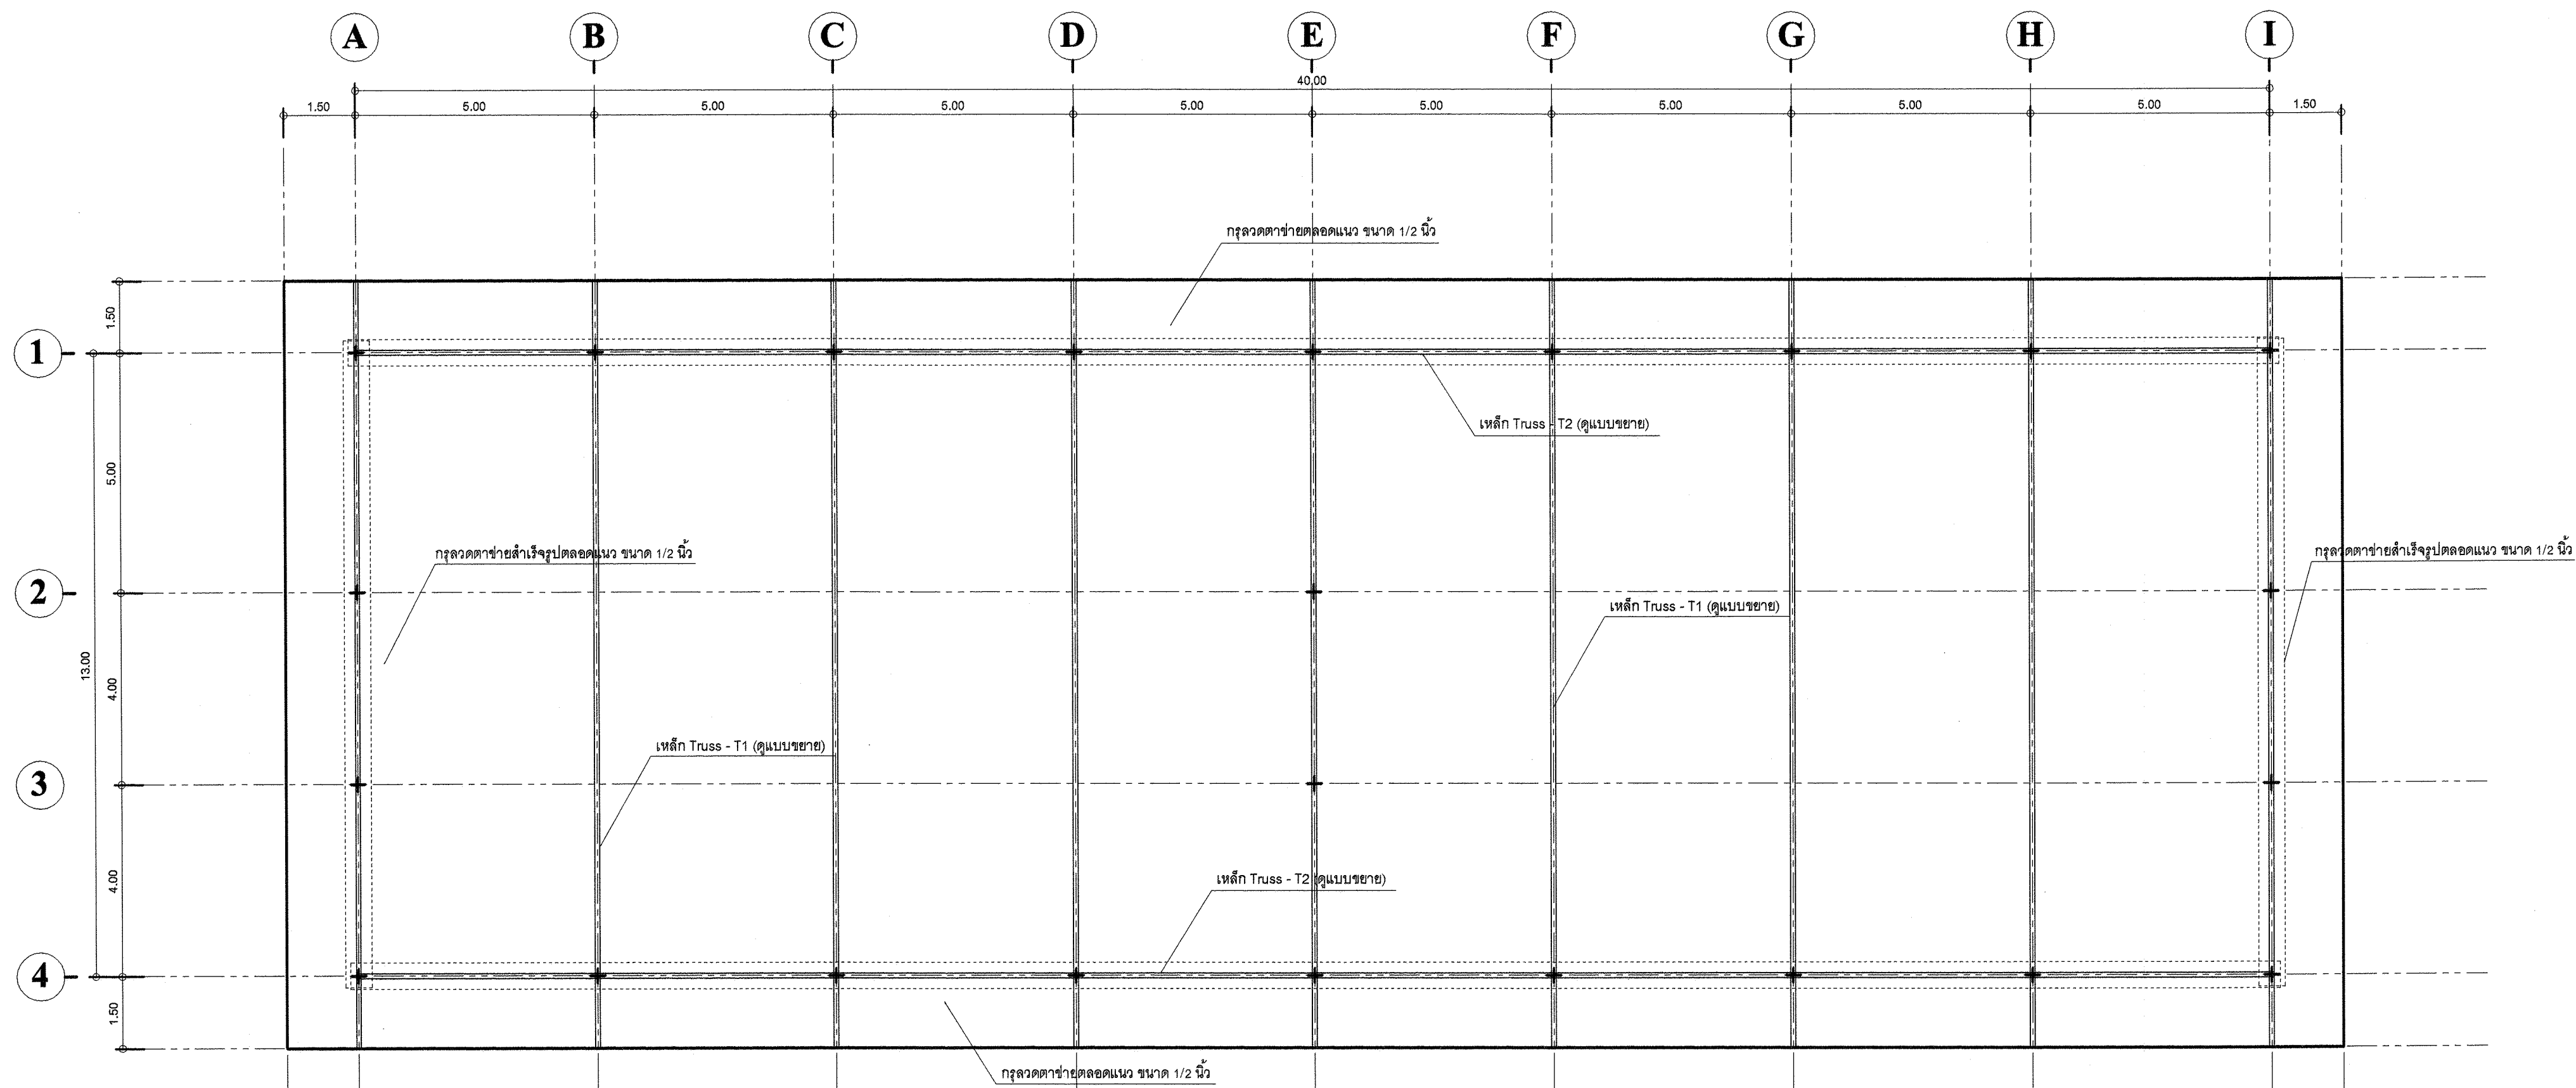 A B C D E F G H I
40.00
1.50 5.00 5.00 5.00 5.00 5.00 5.00 5.00 5.00 1.50
กรุลวดตาข่ายตลอดแนว ขนาด 1/2 นิ้ว
1.50
1
เหล็ก Truss - T2 (ดูแบบขยาย)
5.00
กรุลวดตาข่ายสำเร็จรูปตลอดแนว ขนาด 1/2 นิ้ว
กรุลวดตาข่ายสำเร็จรูปตลอดแนว ขนาด 1/2 นิ้ว
2
เหล็ก Truss - T1 (ดูแบบขยาย)
13.00
4.00
เหล็ก Truss - T1 (ดูแบบขยาย)
3
4.00
เหล็ก Truss - T2 (ดูแบบขยาย)
4
1.50
กรุลวดตาข่ายตลอดแนว ขนาด 1/2 นิ้ว